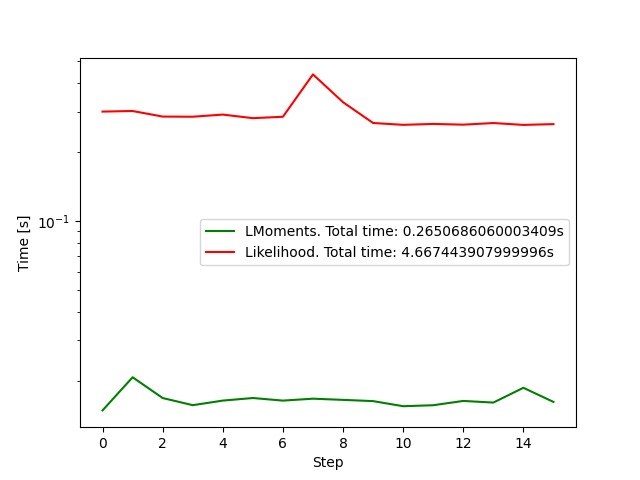 10⁻¹
Time [s]
LMoments. Total time: 0.2650686060003409s
Likelihood. Total time: 4.667443907999996s
0 2 4 6 8 10 12 14
Step